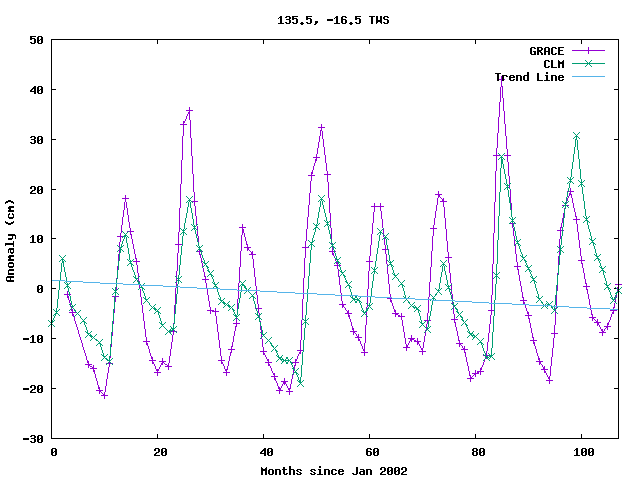 135.5, -16.5 TWS
GRACE
CLM
Trend Line
Anomaly (cm)
50
40
30
20
10
0
-10
-20
-30
0 20 40 60 80 100
Months since Jan 2002